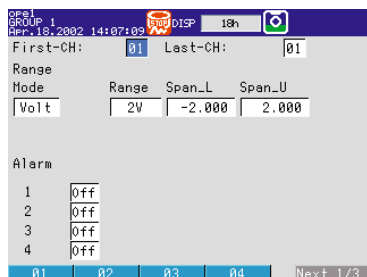 opel
GROUP 1
Apr.18.2002 14:07:09 STOP DISP 18h
First-CH: 01 Last-CH: 01
Range
Mode Range Span_L Span_U
Volt 2V -2.000 2.000
Alarm
1 Off
2 Off
3 Off
4 Off
01 02 03 04 Next 1/3